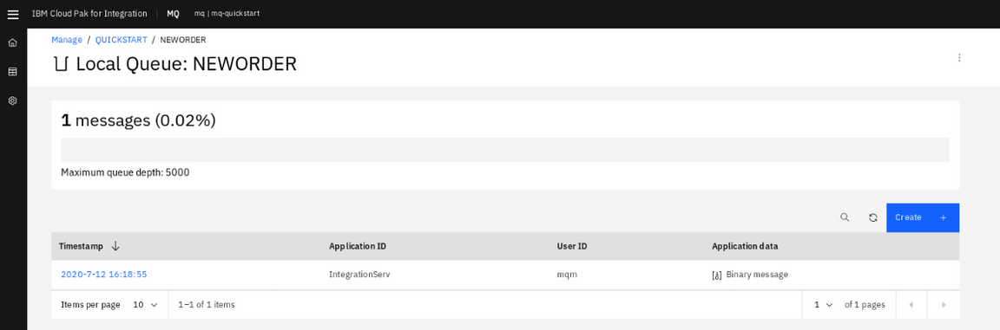 IBM Cloud Pak for Integration | MQ mq | mq-quickstart
Manage / QUICKSTART / NEWORDER
Local Queue: NEWORDER
1 messages (0.02%)
Maximum queue depth: 5000
Create +
Timestamp Application ID User ID Application data
2020-7-12 16:18:55 IntegrationServ mqm Binary message
Items per page 10 1–1 of 1 items 1 of 1 pages